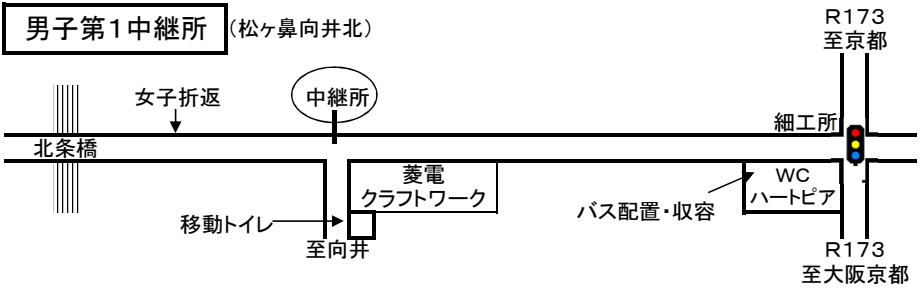 男子第1中継所 (松ヶ鼻向井北)
R173
至京都
女子折返
中継所
細工所
北条橋
菱電
クラフトワーク
WC
ハートピア
バス配置・収容
移動トイレ
至向井
R173
至大阪京都